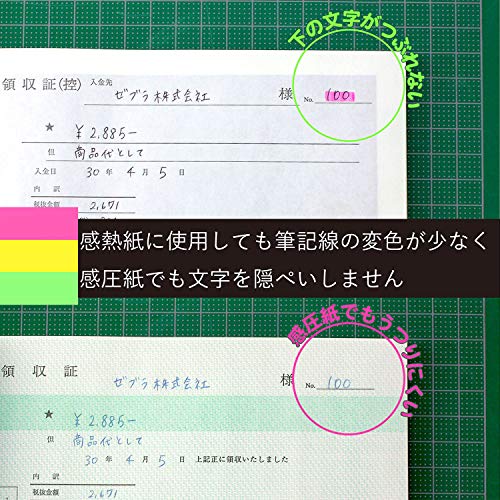 下の文字がつぶれない
領収証(控)
入金先
ゼブラ株式会社
様
No. 100
★
¥2,885-
但
商品代として
入金日 30年 4月 5日
内訳
税抜金額 2,671
感熱紙に使用しても筆記線の変色が少なく
感圧紙でも文字を隠ぺいしません
感圧紙でもうつりにくい
領収証
ゼブラ株式会社
様
No. 100
★
¥2,885-
但
商品代として
30年 4月 5日 上記正に領収いたしました
内訳
税抜金額 2,671